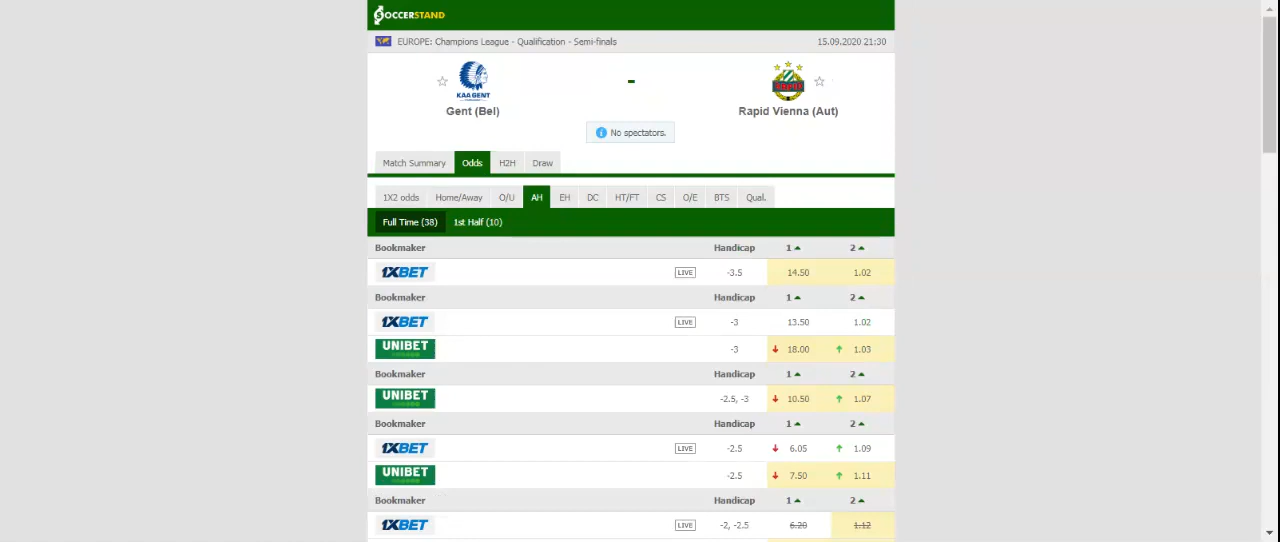 SOCCERSTAND
EUROPE: Champions League - Qualification - Semi-finals 15.09.2020 21:30
KAA GENT
Gent (Bel) - Rapid Vienna (Aut)
No spectators.
Match Summary Odds H2H Draw
1X2 odds Home/Away O/U AH EH DC HT/FT CS O/E BTS Qual.
Full Time (38) 1st Half (10)
Bookmaker Handicap 1 2
1XBET LIVE -3.5 14.50 1.02
Bookmaker Handicap 1 2
1XBET LIVE -3 13.50 1.02
UNIBET -3 18.00 1.03
Bookmaker Handicap 1 2
UNIBET -2.5, -3 10.50 1.07
Bookmaker Handicap 1 2
1XBET LIVE -2.5 6.05 1.09
UNIBET -2.5 7.50 1.11
Bookmaker Handicap 1 2
1XBET LIVE -2, -2.5 6.20 1.12